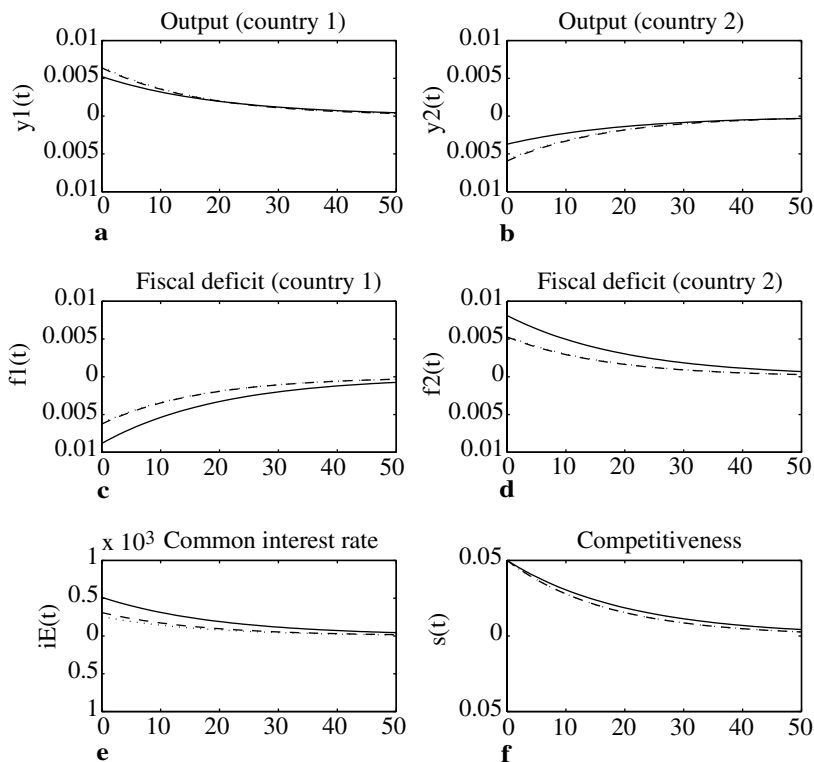 Output (country 1)
0.01
0.005
0
0.005
0.01
y1(t)
0 10 20 30 40 50
a
Output (country 2)
0.01
0.005
0
0.005
0.01
y2(t)
0 10 20 30 40 50
b
Fiscal deficit (country 1)
0.01
0.005
0
0.005
0.01
f1(t)
0 10 20 30 40 50
c
Fiscal deficit (country 2)
0.01
0.005
0
0.005
0.01
f2(t)
0 10 20 30 40 50
d
x 10³ Common interest rate
1
0.5
0
0.5
1
iE(t)
0 10 20 30 40 50
e
Competitiveness
0.05
0
0.05
s(t)
0 10 20 30 40 50
f